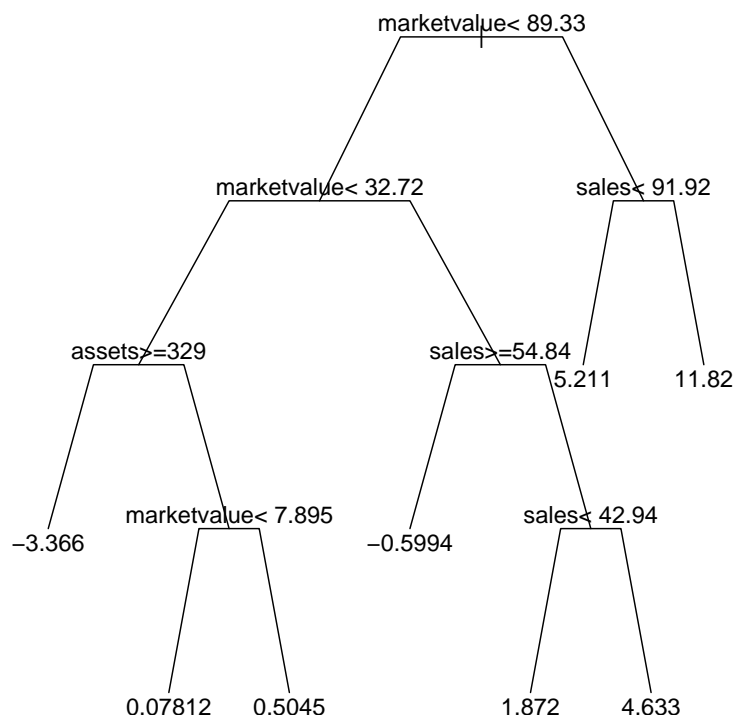 marketvalue< 89.33
marketvalue< 32.72
sales< 91.92
assets>=329
sales>=54.84
5.211
11.82
−3.366
marketvalue< 7.895
−0.5994
sales< 42.94
0.07812
0.5045
1.872
4.633